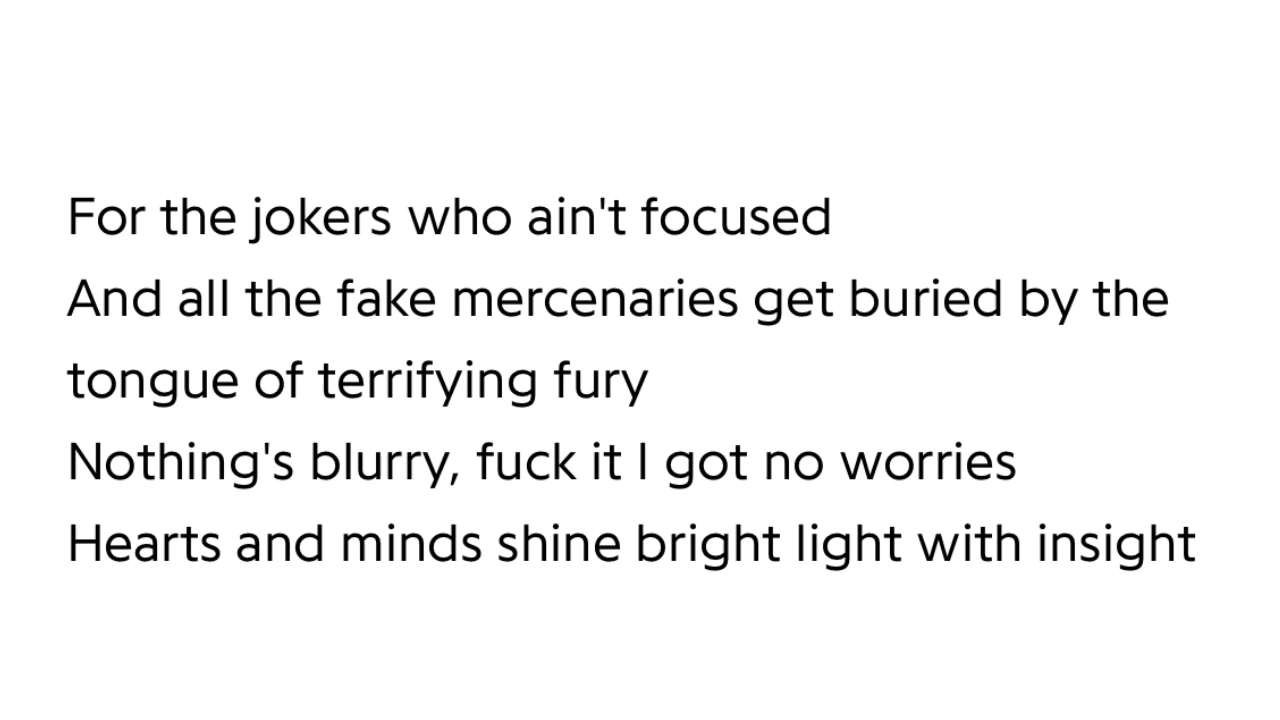 For the jokers who ain't focused
And all the fake mercenaries get buried by the
tongue of terrifying fury
Nothing's blurry, fuck it I got no worries
Hearts and minds shine bright light with insight